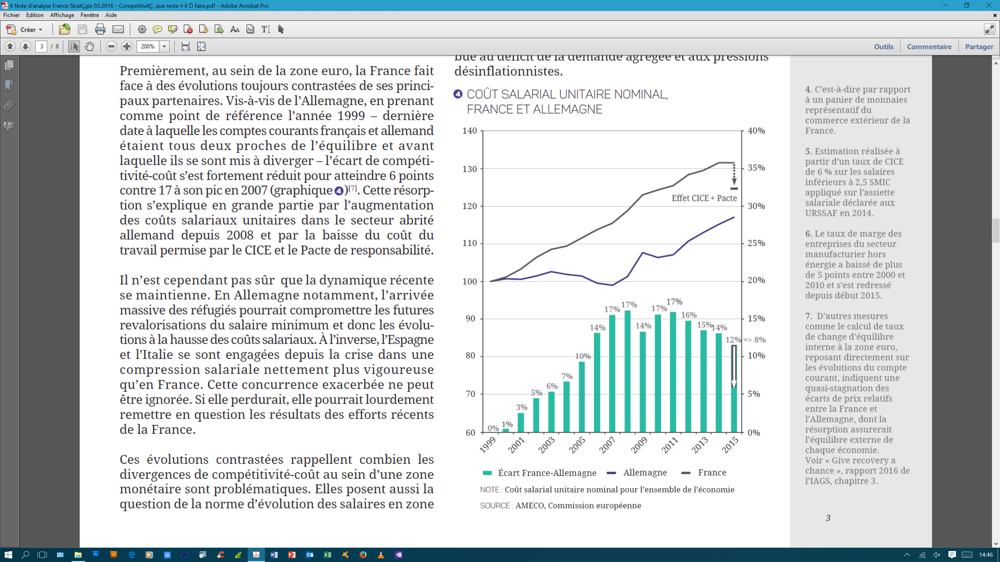 4 Note d'analyse France StratÇgie 03.2016 - CompetitivitÇ, que reste-t-il Ö faire.pdf - Adobe Acrobat Pro
Fichier Edition Affichage Fenêtre Aide
Créer
3 / 8
200%
Outils
Commentaire
Partager
Premièrement, au sein de la zone euro, la France fait
face à des évolutions toujours contrastées de ses princi-
paux partenaires. Vis-à-vis de l’Allemagne, en prenant
comme point de référence l’année 1999 – dernière
date à laquelle les comptes courants français et allemand
étaient tous deux proches de l’équilibre et avant
laquelle ils se sont mis à diverger – l’écart de compéti-
tivité-coût s’est fortement réduit pour atteindre 6 points
contre 17 à son pic en 2007 (graphique 4)[7]. Cette résorp-
tion s’explique en grande partie par l’augmentation
des coûts salariaux unitaires dans le secteur abrité
allemand depuis 2008 et par la baisse du coût du
travail permise par le CICE et le Pacte de responsabilité.
Il n’est cependant pas sûr que la dynamique récente
se maintienne. En Allemagne notamment, l’arrivée
massive des réfugiés pourrait compromettre les futures
revalorisations du salaire minimum et donc les évolu-
tions à la hausse des coûts salariaux. À l’inverse, l’Espagne
et l’Italie se sont engagées depuis la crise dans une
compression salariale nettement plus vigoureuse
qu’en France. Cette concurrence exacerbée ne peut
être ignorée. Si elle perdurait, elle pourrait lourdement
remettre en question les résultats des efforts récents
de la France.
Ces évolutions contrastées rappellent combien les
divergences de compétitivité-coût au sein d’une zone
monétaire sont problématiques. Elles posent aussi la
question de la norme d’évolution des salaires en zone
bue au déficit de la demande agrégée et aux pressions
désinflationnistes.
4 COÛT SALARIAL UNITAIRE NOMINAL,
FRANCE ET ALLEMAGNE
140
130
120
110
100
90
80
70
60
40%
35%
30%
25%
20%
15%
10%
5%
0%
Effet CICE + Pacte
0%
1%
3%
5%
6%
7%
10%
14%
17%
17%
14%
17%
17%
16%
15%
14%
12% => 8%
1999
2001
2003
2005
2007
2009
2011
2013
2015
Écart France-Allemagne
Allemagne
France
NOTE : Coût salarial unitaire nominal pour l’ensemble de l’économie
SOURCE : AMECO, Commission européenne
4. C’est-à-dire par rapport
à un panier de monnaies
représentatif du
commerce extérieur de la
France.
5. Estimation réalisée à
partir d’un taux de CICE
de 6 % sur les salaires
inférieurs à 2,5 SMIC
appliqué sur l’assiette
salariale déclarée aux
URSSAF en 2014.
6. Le taux de marge des
entreprises du secteur
manufacturier hors
énergie a baissé de plus
de 5 points entre 2000 et
2010 et s’est redressé
depuis début 2015.
7. D’autres mesures
comme le calcul de taux
de change d’équilibre
interne à la zone euro,
reposant directement sur
les évolutions du compte
courant, indiquent une
quasi-stagnation des
écarts de prix relatifs
entre la France et
l’Allemagne, dont la
résorption assurerait
l’équilibre externe de
chaque économie.
Voir « Give recovery a
chance », rapport 2016 de
l’IAGS, chapitre 3.
3
14:46